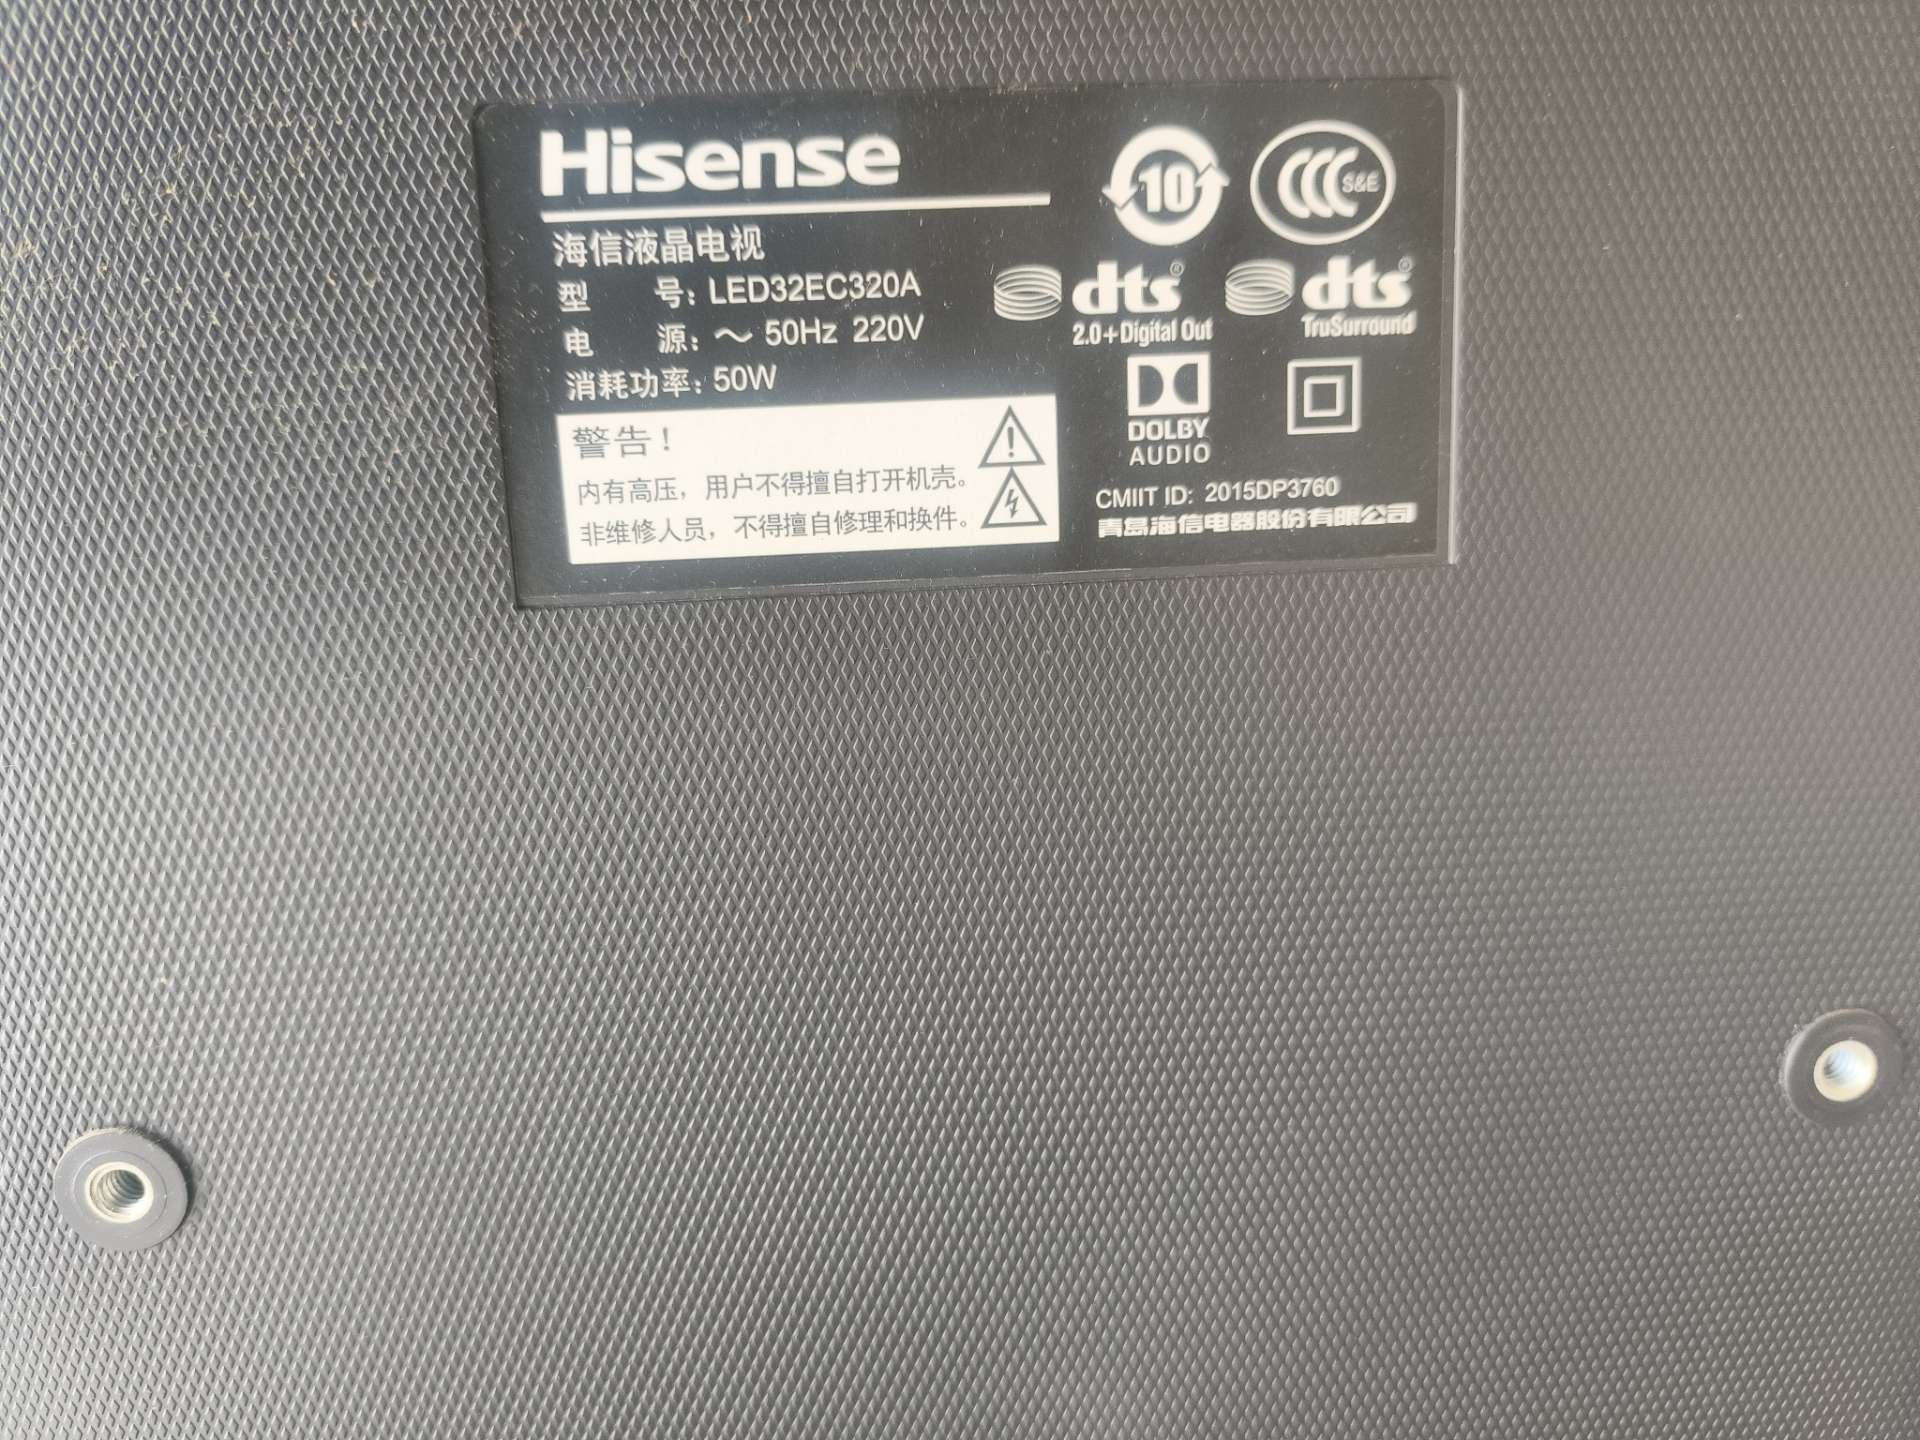 Hisense
海信液晶电视
型 号: LED32EC320A
电 源: ～ 50Hz 220V
消耗功率: 50W
警告!
内有高压，用户不得擅自打开机壳。
非维修人员，不得擅自修理和换件。
10
CCC S&E
dts®
2.0+Digital Out
dts®
TruSurround
DOLBY
AUDIO
CMIIT ID: 2015DP3760
青岛海信电器股份有限公司